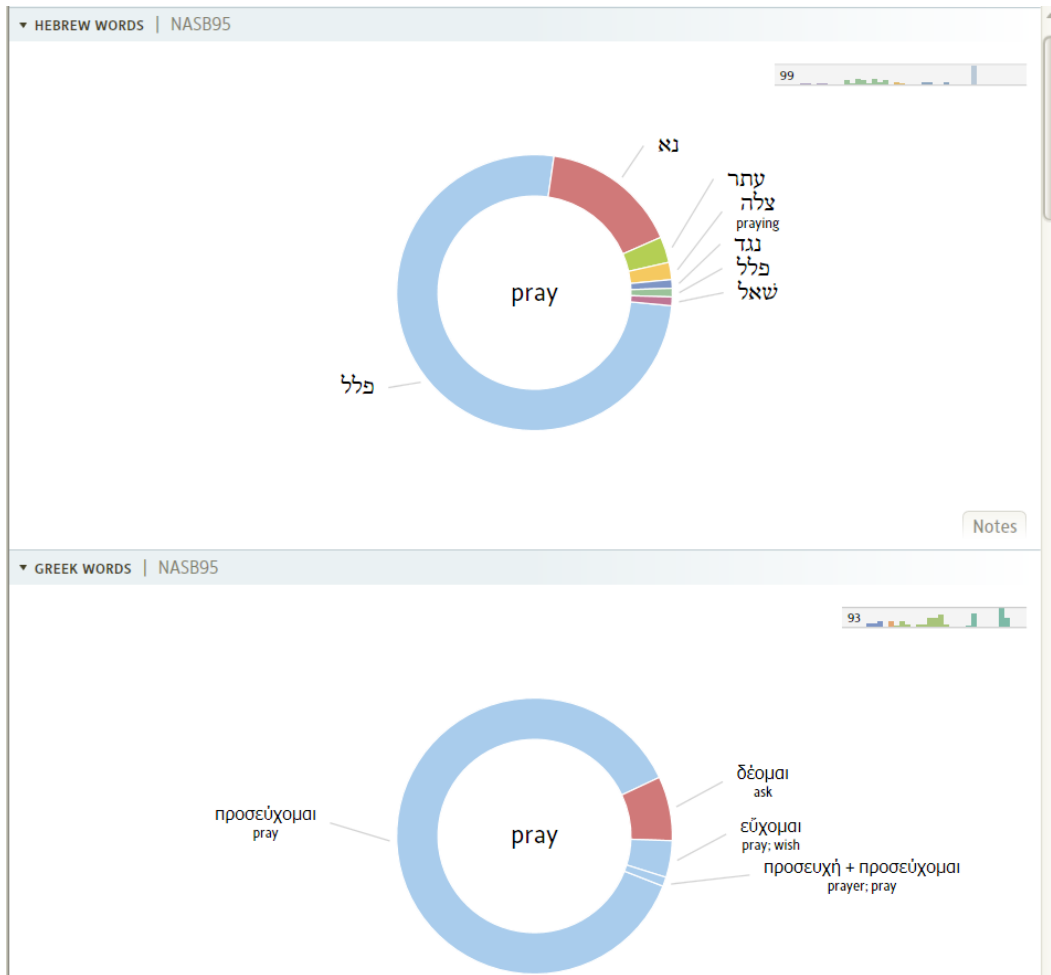 HEBREW WORDS | NASB95
99
נא
עתר
צלה
praying
נגד
פלל
שׁאל
pray
פלל
Notes
GREEK WORDS | NASB95
93
δέομαι
ask
προσεύχομαι
pray
pray
εὔχομαι
pray; wish
προσευχή + προσεύχομαι
prayer; pray